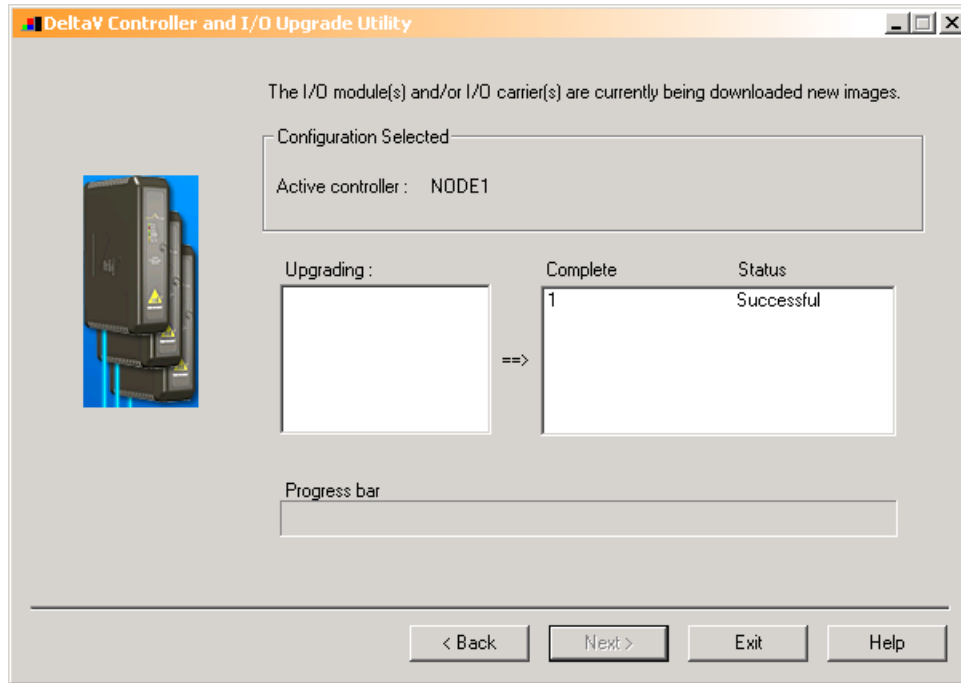 DeltaV Controller and I/O Upgrade Utility
The I/O module(s) and/or I/O carrier(s) are currently being downloaded new images.
Configuration Selected
Active controller : NODE1
Upgrading :
Complete Status
1 Successful
==>
Progress bar
< Back Next > Exit Help